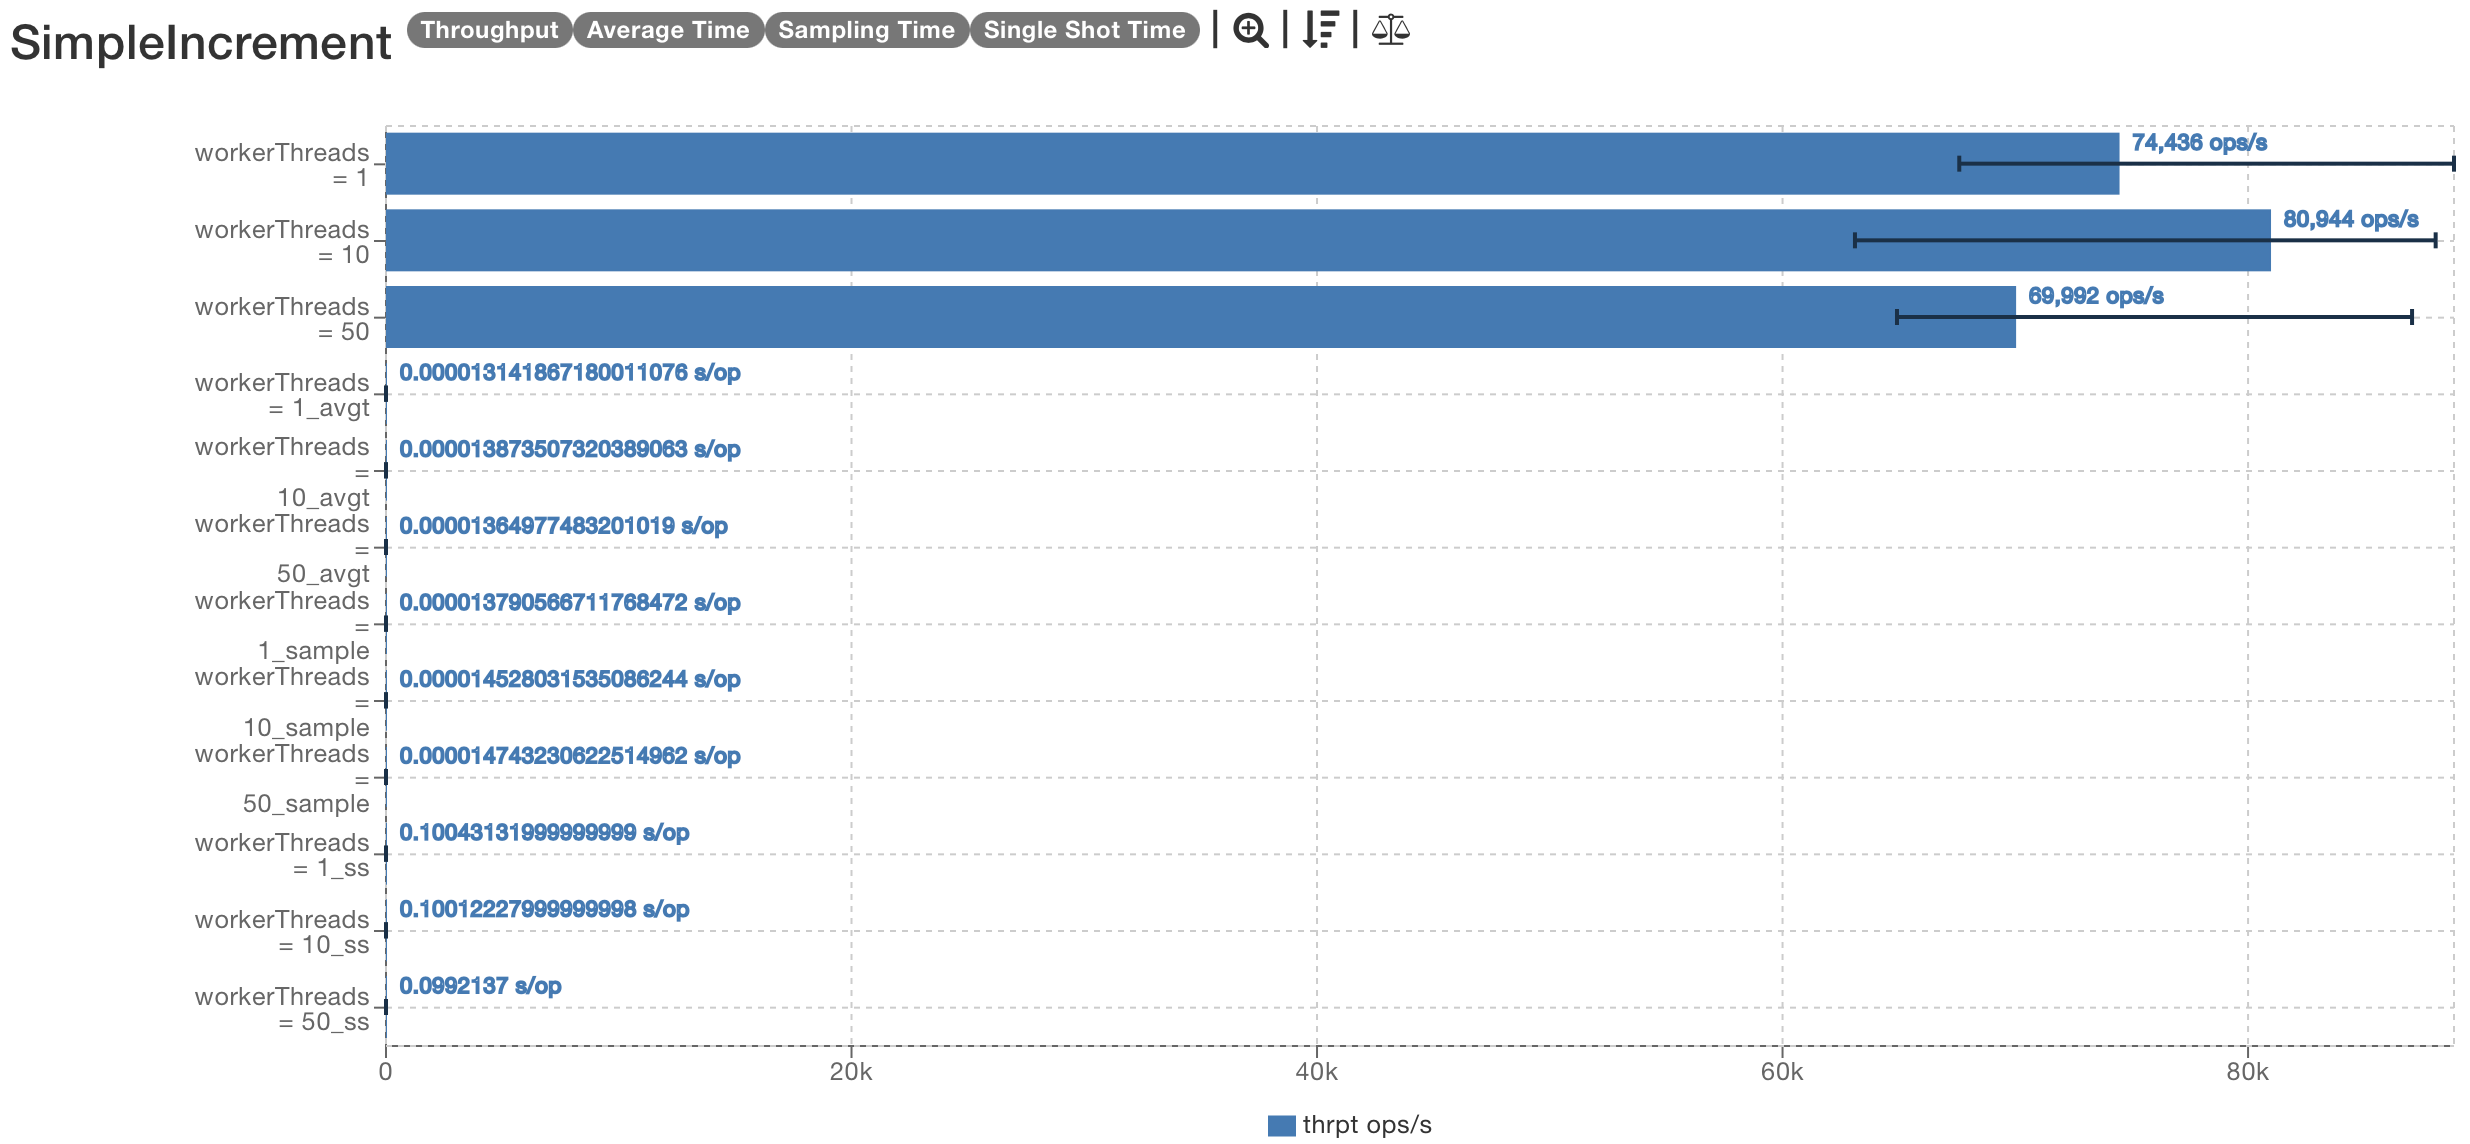 SimpleIncrement Throughput Average Time Sampling Time Single Shot Time
workerThreads
= 1
74,436 ops/s
workerThreads
= 10
80,944 ops/s
workerThreads
= 50
69,992 ops/s
workerThreads
= 1_avgt
0.000013141867180011076 s/op
workerThreads
=
10_avgt
0.000013873507320389063 s/op
workerThreads
=
50_avgt
0.00001364977483201019 s/op
workerThreads
=
1_sample
0.000013790566711768472 s/op
workerThreads
=
10_sample
0.000014528031535086244 s/op
workerThreads
=
50_sample
0.000014743230622514962 s/op
workerThreads
= 1_ss
0.10043131999999999 s/op
workerThreads
= 10_ss
0.10012227999999998 s/op
workerThreads
= 50_ss
0.0992137 s/op
0 20k 40k 60k 80k
thrpt ops/s